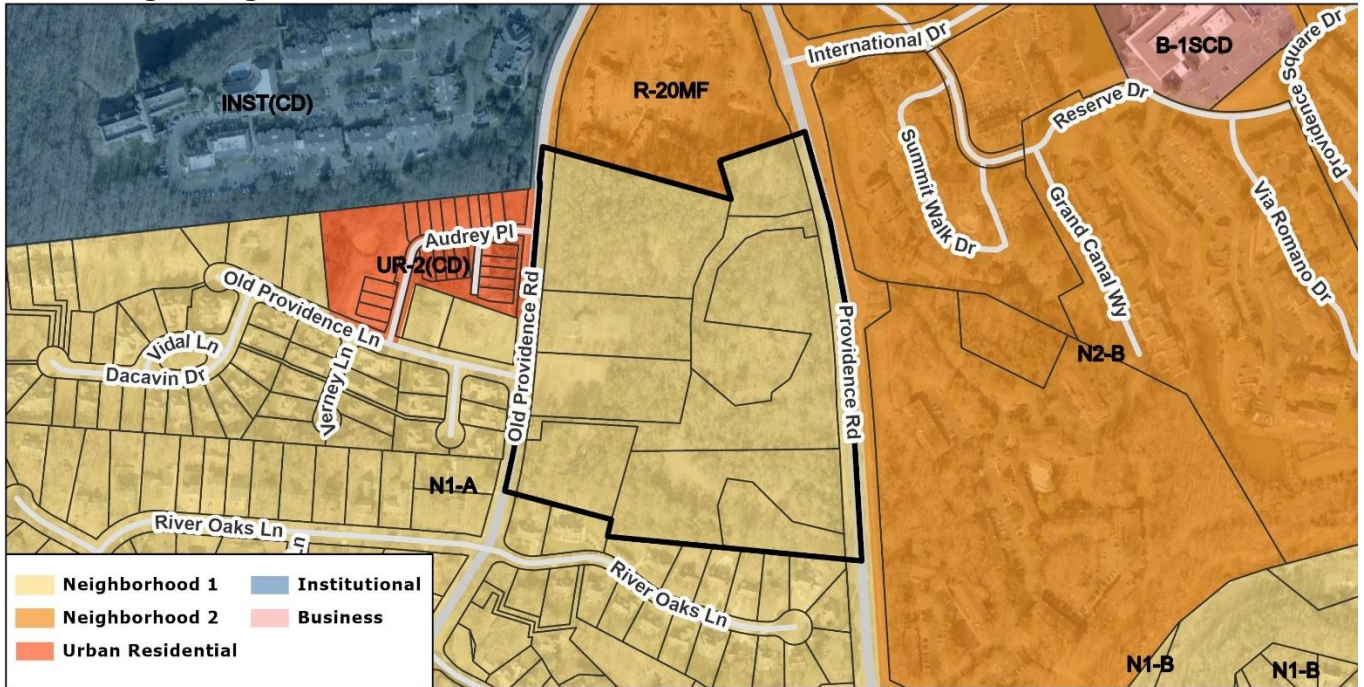 International Dr
B-1SCD
Providence Square Dr
INST(CD)
R-20MF
Reserve Dr
Summit Walk Dr
Grand Canal Wy
Via Romano Dr
Audrey Pl
UR-2(CD)
Old Providence Rd
Old Providence Ln
Providence Rd
Vidal Ln
Dacavin Dr
Verney Ln
N2-B
N1-A
River Oaks Ln
Ln
River Oaks Ln
N1-B
N1-B
Neighborhood 1
Neighborhood 2
Urban Residential
Institutional
Business